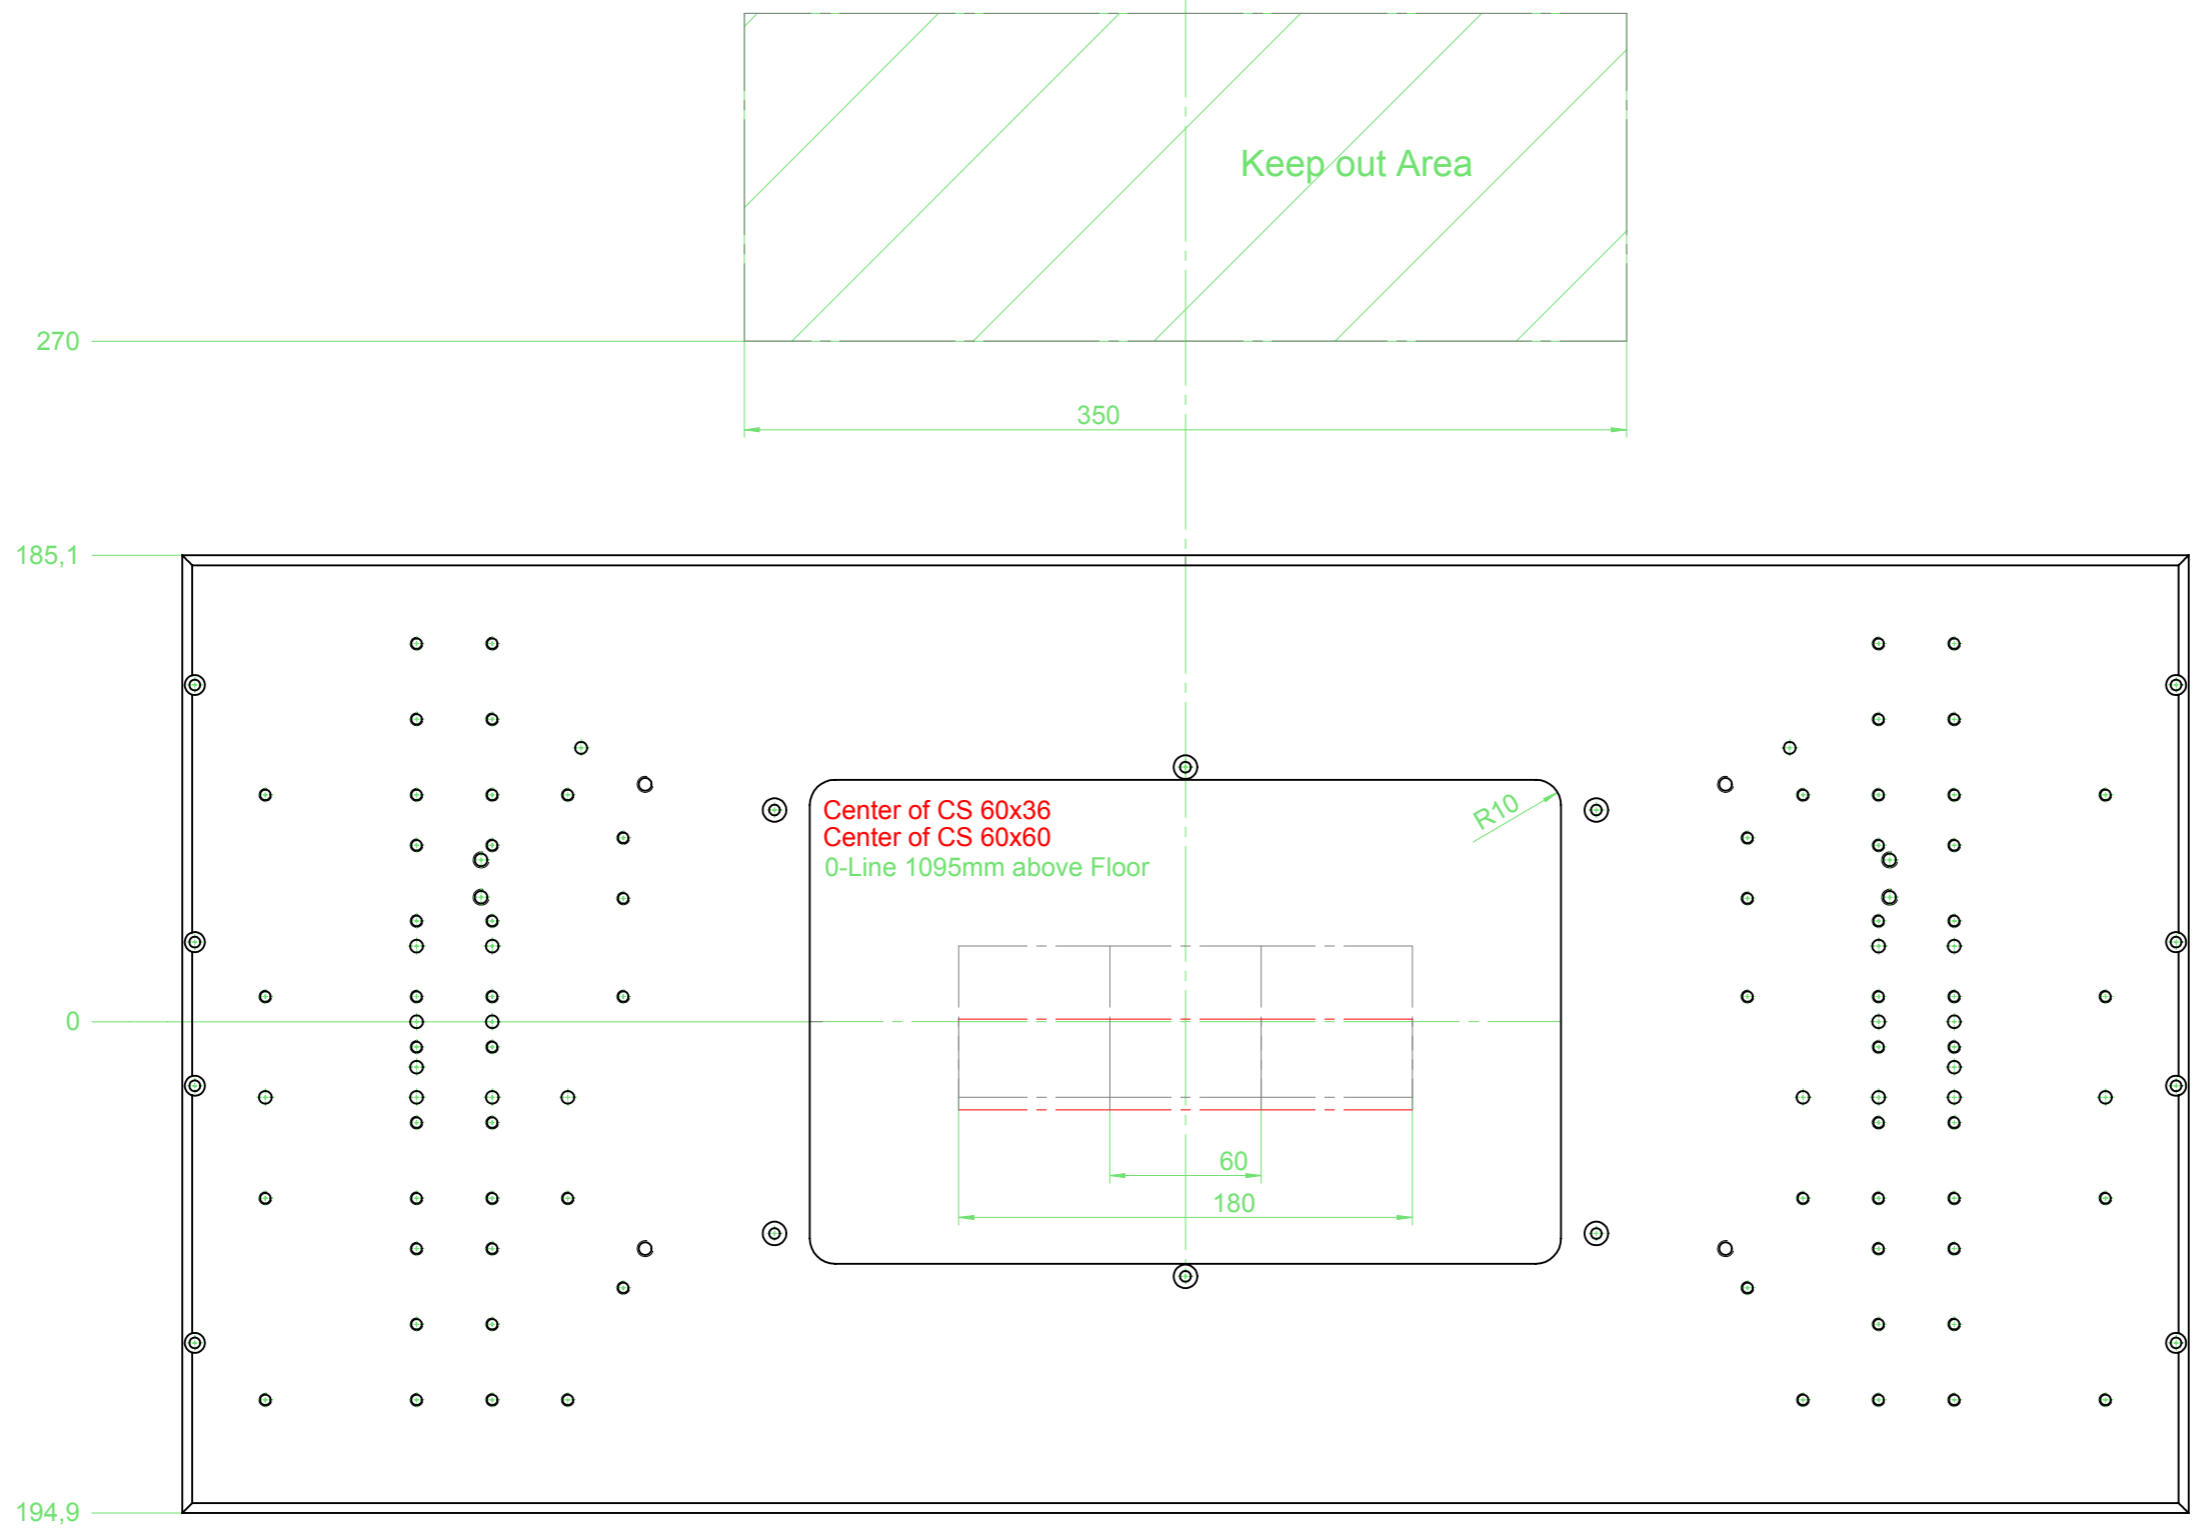 Keep out Area
270
350
185,1
Center of CS 60x36
Center of CS 60x60
0-Line 1095mm above Floor
R10
0
60
180
194,9